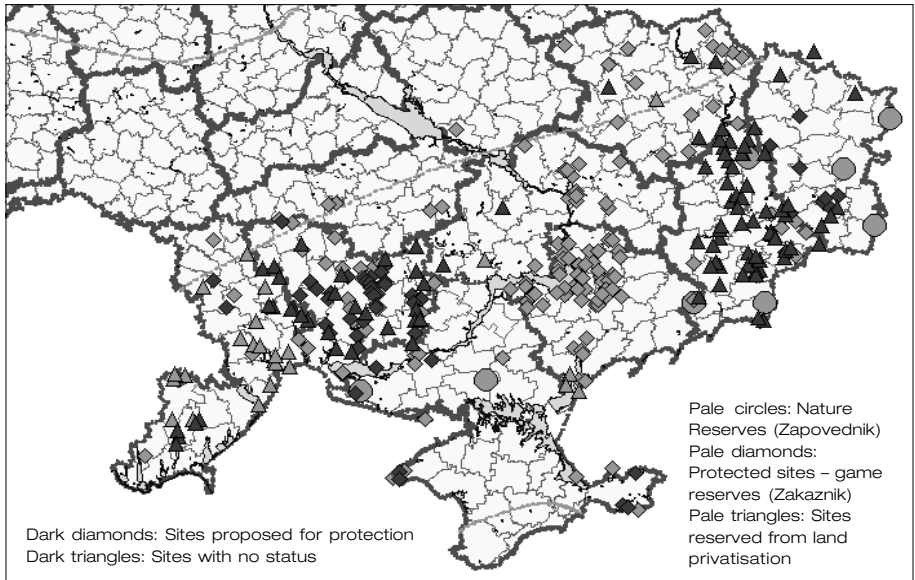 Pale circles: Nature
Reserves (Zapovednik)
Pale diamonds:
Protected sites – game
reserves (Zakaznik)
Pale triangles: Sites
reserved from land
privatisation
Dark diamonds: Sites proposed for protection
Dark triangles: Sites with no status